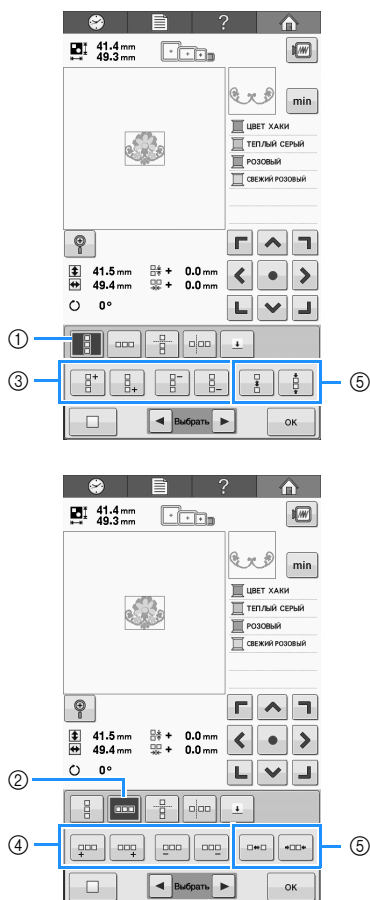 ?
41.4 mm
49.3 mm
min
ЦВЕТ ХАКИ
ТЕПЛЫЙ СЕРЫЙ
РОЗОВЫЙ
СВЕЖИЙ РОЗОВЫЙ
41.5 mm + 0.0 mm
49.4 mm + 0.0 mm
0°
①
③
⑤
Выбрать
OK
?
41.4 mm
49.3 mm
min
ЦВЕТ ХАКИ
ТЕПЛЫЙ СЕРЫЙ
РОЗОВЫЙ
СВЕЖИЙ РОЗОВЫЙ
41.5 mm + 0.0 mm
49.4 mm + 0.0 mm
0°
②
④
⑤
Выбрать
OK